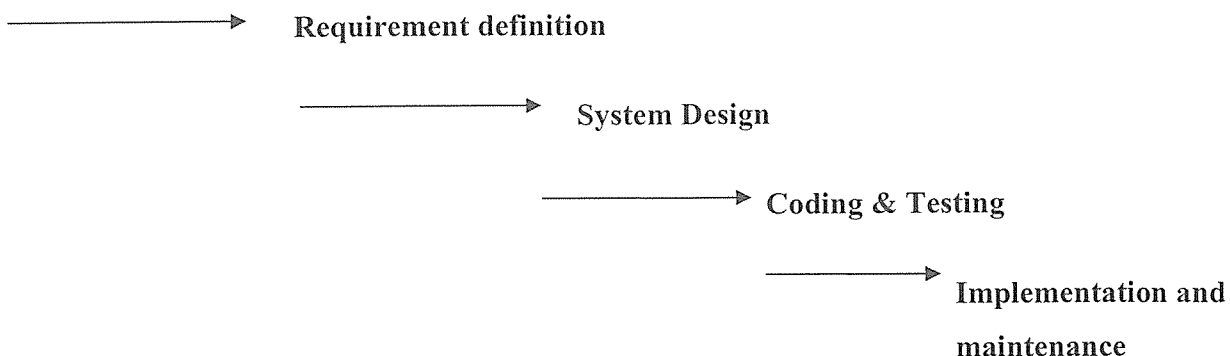 Requirement definition
System Design
Coding & Testing
Implementation and
maintenance